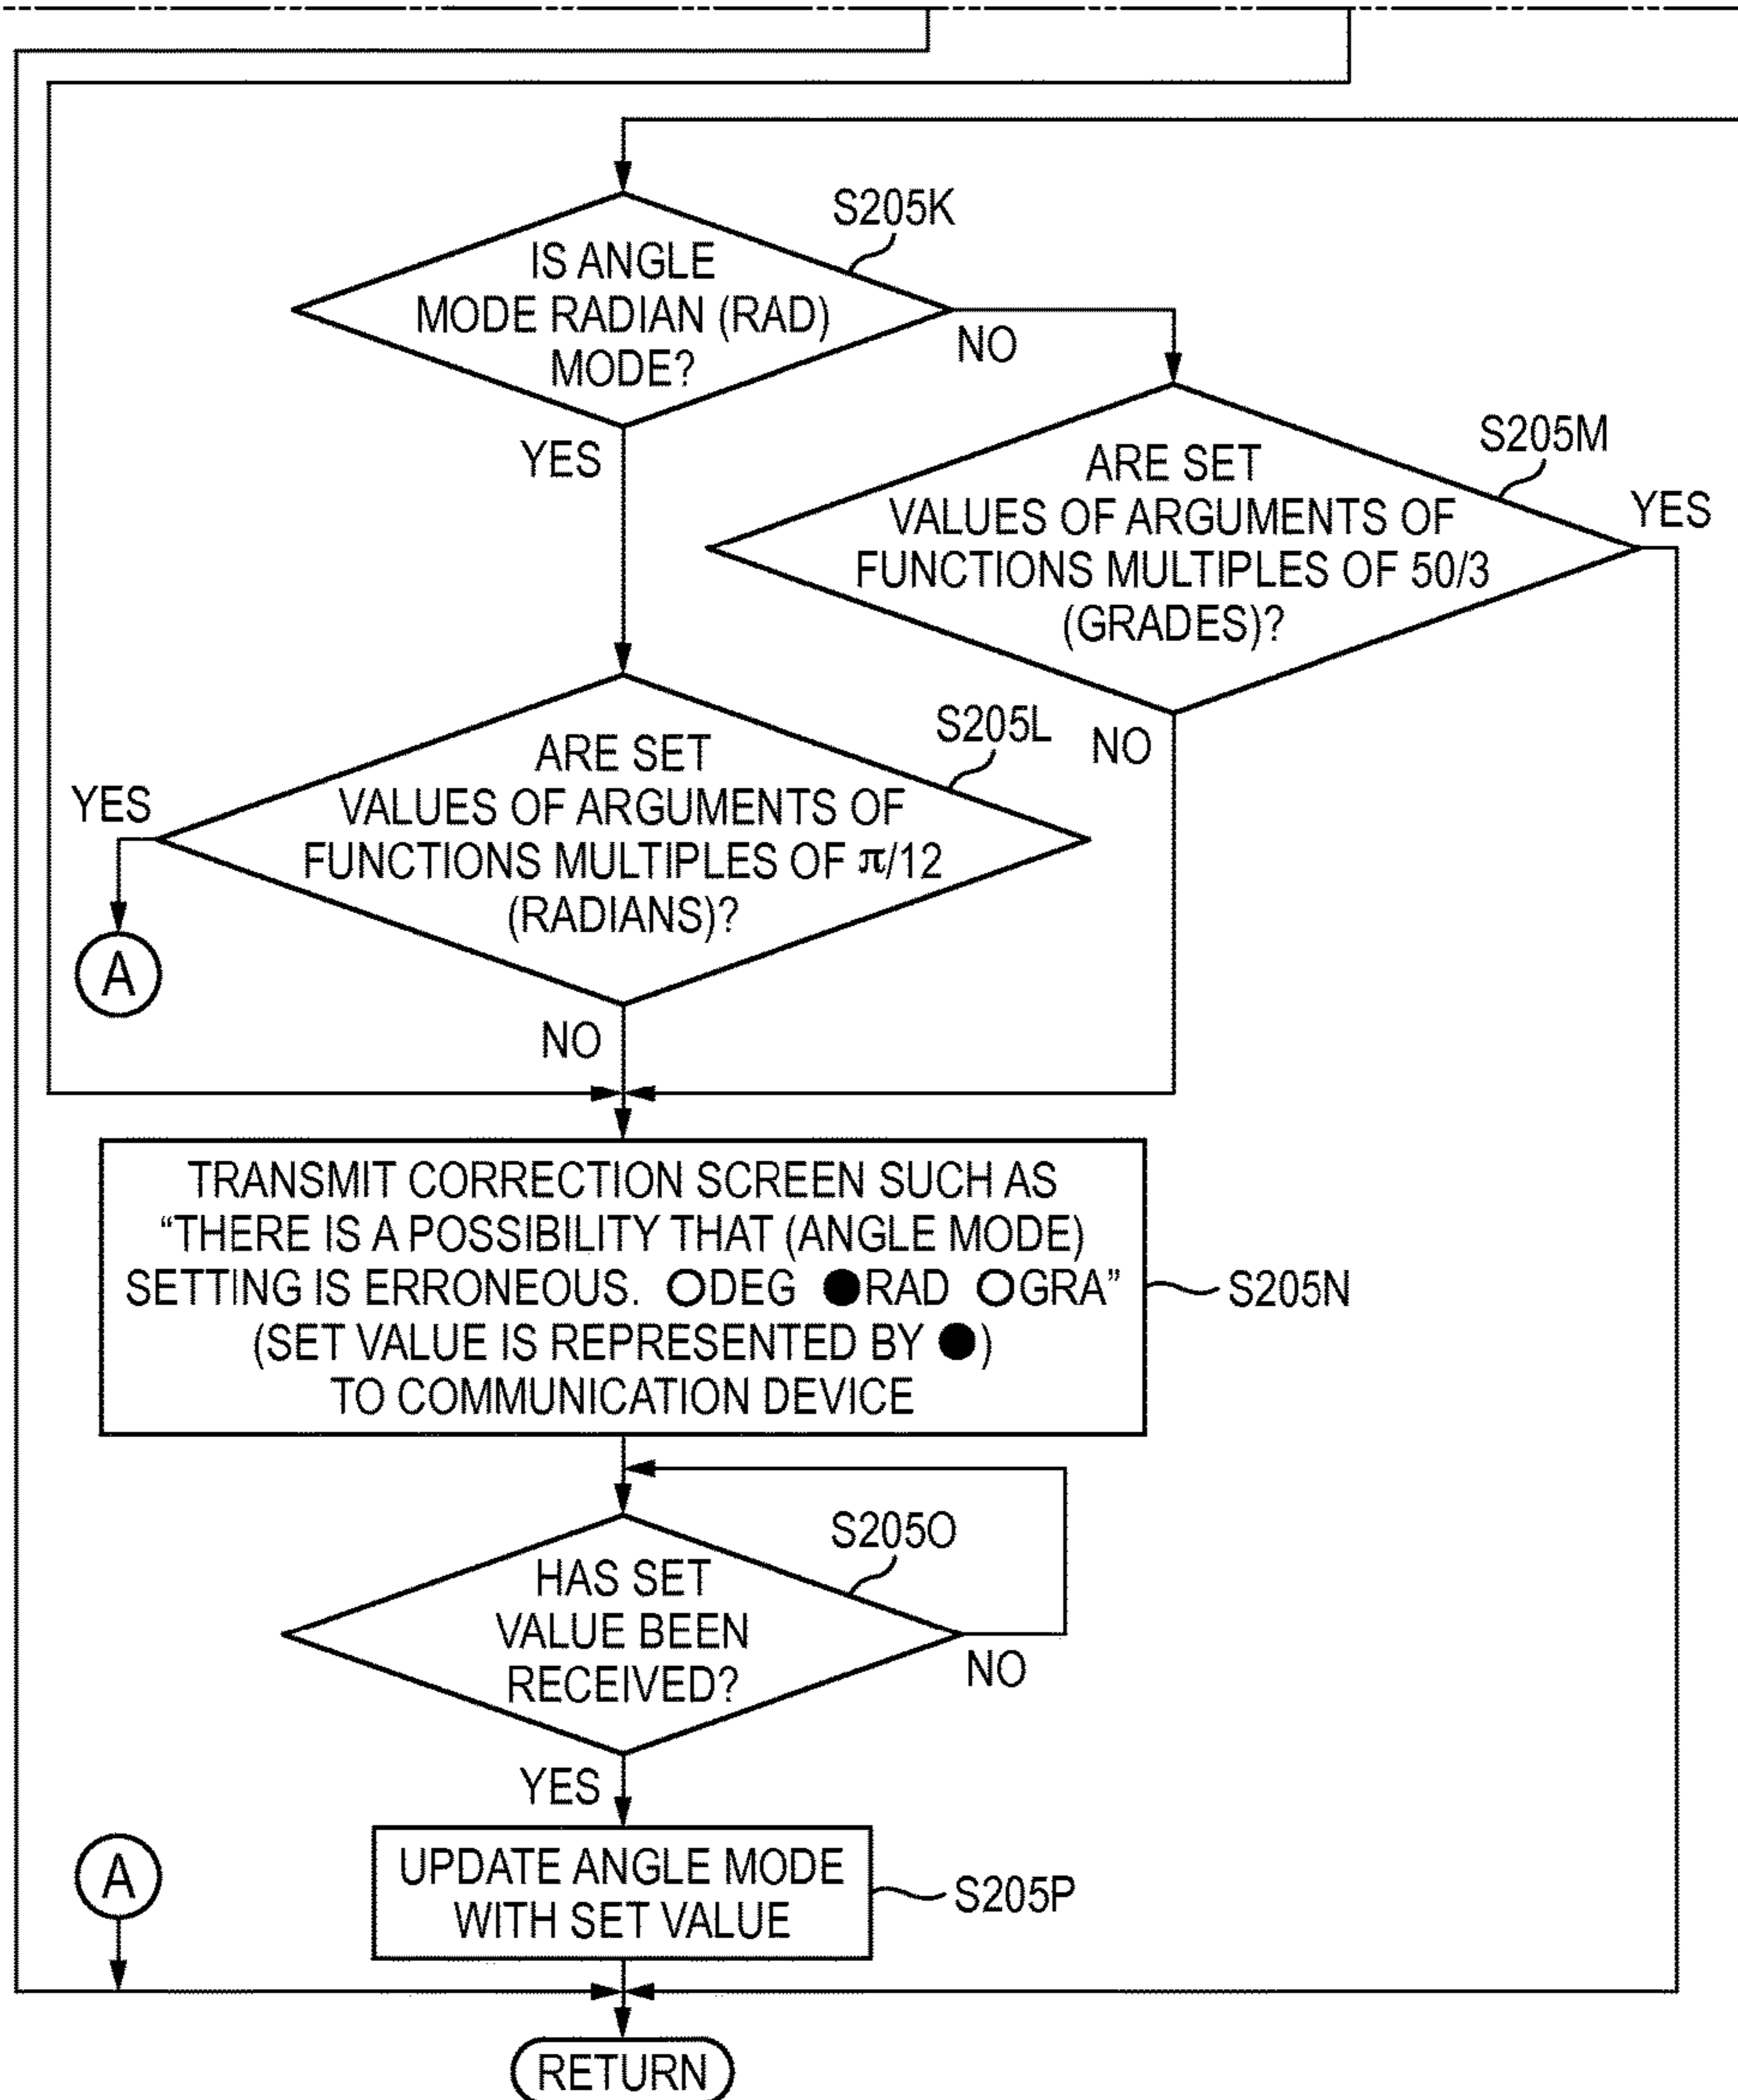 S205K
IS ANGLE
MODE RADIAN (RAD)
MODE?
NO
YES
S205M
ARE SET
VALUES OF ARGUMENTS OF
FUNCTIONS MULTIPLES OF 50/3
(GRADES)?
YES
NO
S205L
ARE SET
VALUES OF ARGUMENTS OF
FUNCTIONS MULTIPLES OF π/12
(RADIANS)?
YES
A
NO
TRANSMIT CORRECTION SCREEN SUCH AS
“THERE IS A POSSIBILITY THAT (ANGLE MODE)
SETTING IS ERRONEOUS. ○DEG ●RAD ○GRA”
(SET VALUE IS REPRESENTED BY ●)
TO COMMUNICATION DEVICE
S205N
S205O
HAS SET
VALUE BEEN
RECEIVED?
NO
YES
A
UPDATE ANGLE MODE
WITH SET VALUE
S205P
RETURN